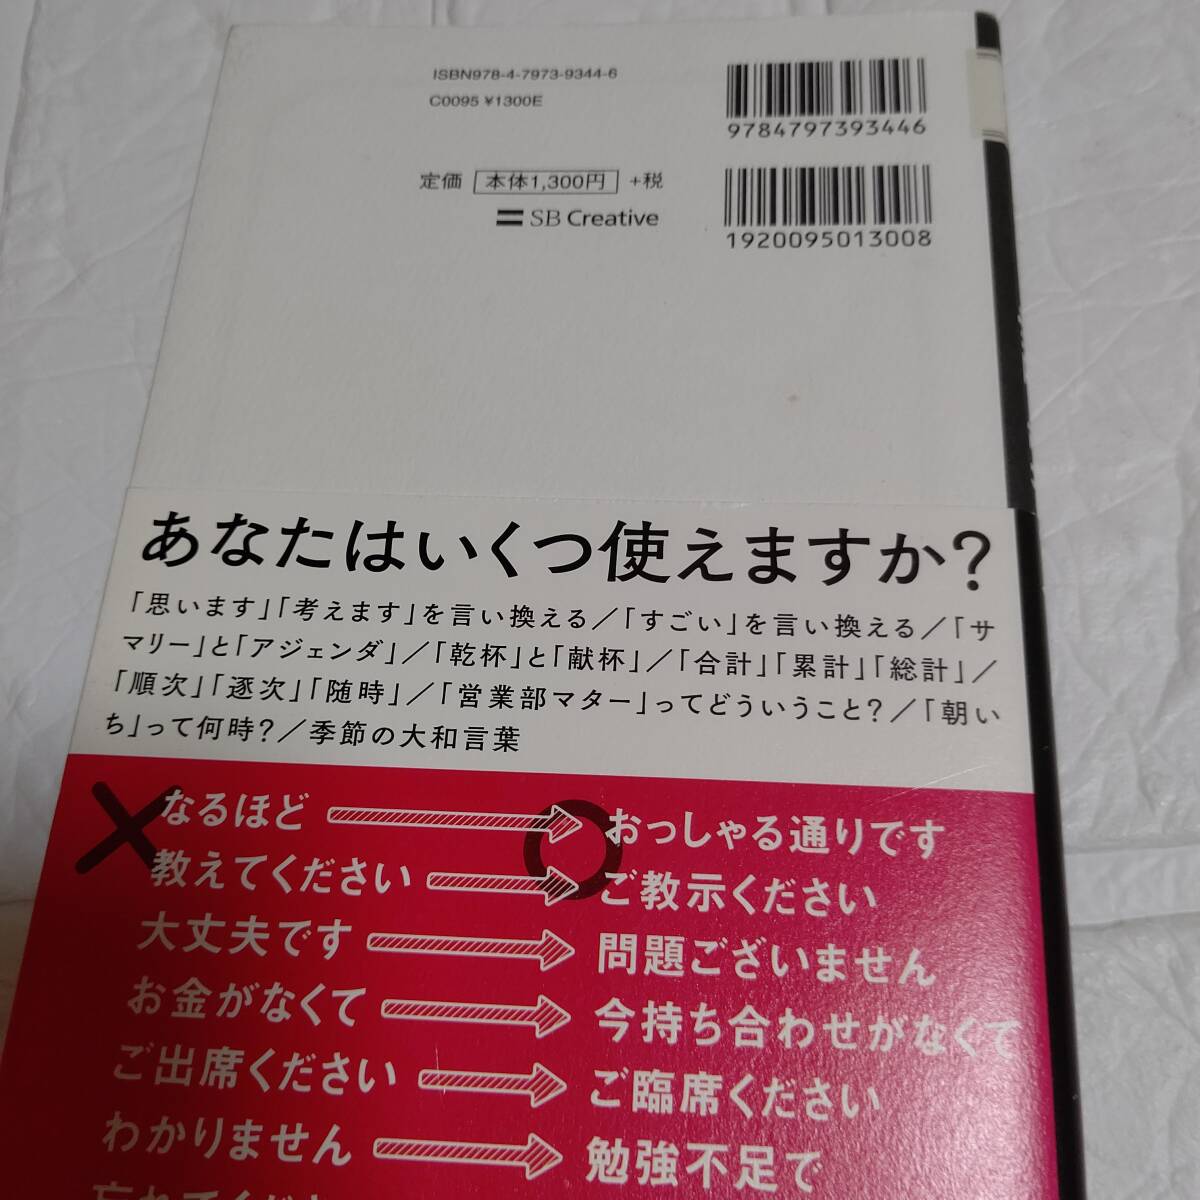 ISBN978-4-7973-9344-6
C0095 ¥1300E
9784797393446
定価 本体1,300円 +税
SB Creative
1920095013008
あなたはいくつ使えますか?
「思います」「考えます」を言い換える／「すごい」を言い換える／「サ
マリー」と「アジェンダ」／「乾杯」と「献杯」／「合計」「累計」「総計」／
「順次」「逐次」「随時」／「営業部マター」ってどういうこと?／「朝い
ち」って何時?／季節の大和言葉
なるほど おっしゃる通りです
教えてください ご教示ください
大丈夫です 問題ございません
お金がなくて 今持ち合わせがなくて
ご出席ください ご臨席ください
わかりません 勉強不足で